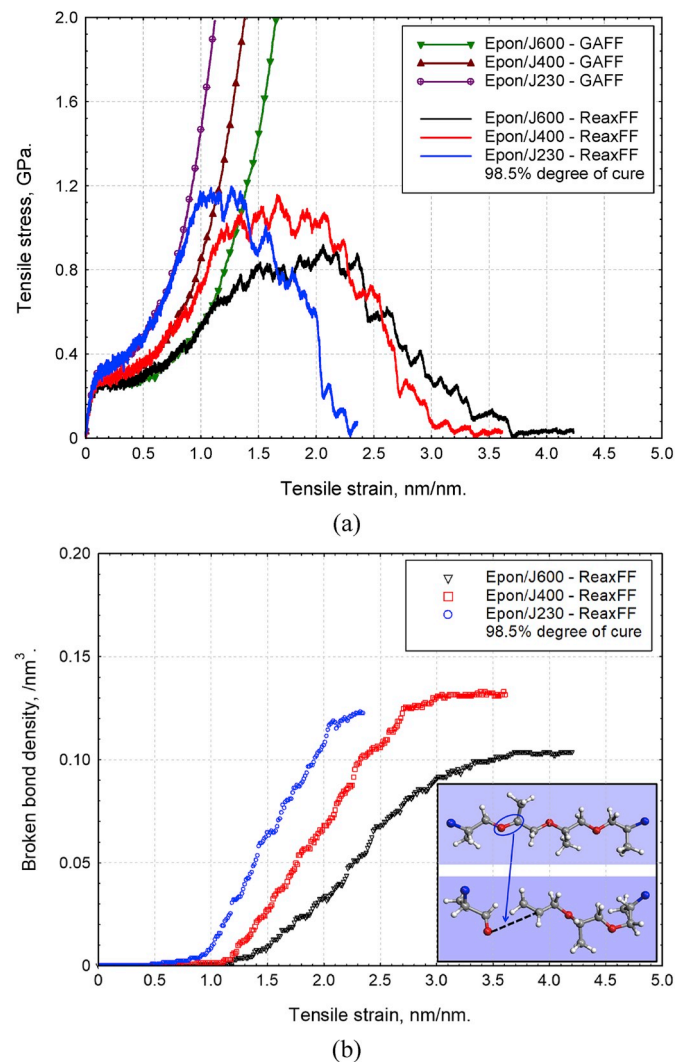 2.0
1.6
1.2
0.8
0.4
0
Tensile stress, GPa.
Epon/J600 - GAFF
Epon/J400 - GAFF
Epon/J230 - GAFF
Epon/J600 - ReaxFF
Epon/J400 - ReaxFF
Epon/J230 - ReaxFF
98.5% degree of cure
0 0.5 1.0 1.5 2.0 2.5 3.0 3.5 4.0 4.5 5.0
Tensile strain, nm/nm.
(a)
0.20
0.15
0.10
0.05
0
Broken bond density, /nm³.
Epon/J600 - ReaxFF
Epon/J400 - ReaxFF
Epon/J230 - ReaxFF
98.5% degree of cure
0 0.5 1.0 1.5 2.0 2.5 3.0 3.5 4.0 4.5 5.0
Tensile strain, nm/nm.
(b)